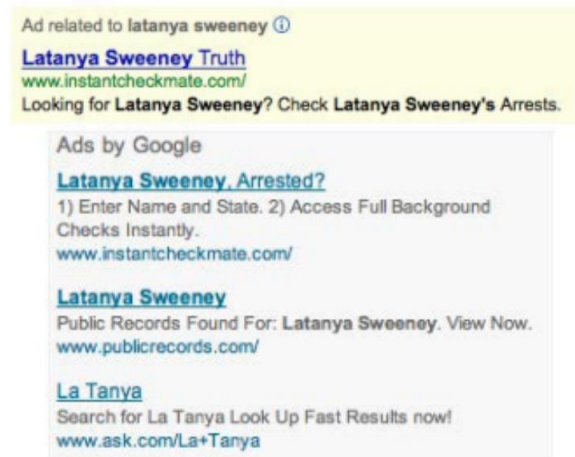 Ad related to latanya sweeney ⓘ
Latanya Sweeney Truth
www.instantcheckmate.com/
Looking for Latanya Sweeney? Check Latanya Sweeney's Arrests.
Ads by Google
Latanya Sweeney, Arrested?
1) Enter Name and State. 2) Access Full Background
Checks Instantly.
www.instantcheckmate.com/
Latanya Sweeney
Public Records Found For: Latanya Sweeney. View Now.
www.publicrecords.com/
La Tanya
Search for La Tanya Look Up Fast Results now!
www.ask.com/La+Tanya